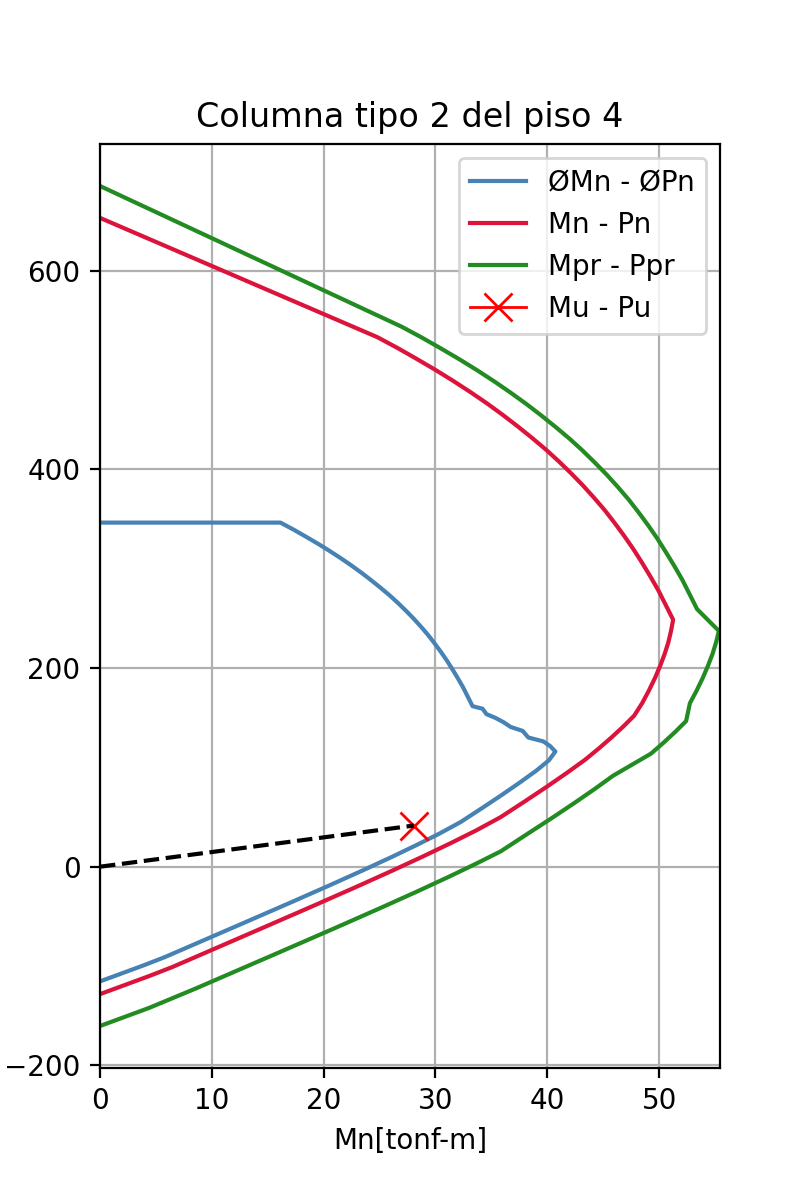 Columna tipo 2 del piso 4
ØMn - ØPn
Mn - Pn
Mpr - Ppr
Mu - Pu
600
400
200
0
−200
0 10 20 30 40 50
Mn[tonf-m]